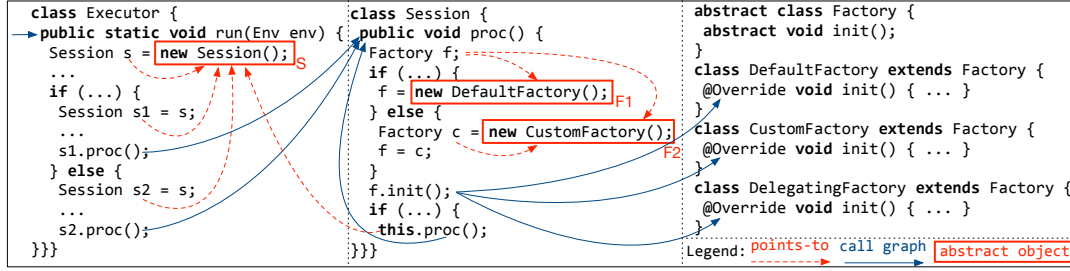 class Executor {
public static void run(Env env) {
Session s = new Session();
S
...
if (...) {
Session s1 = s;
...
s1.proc();
} else {
Session s2 = s;
...
s2.proc();
}}}
class Session {
public void proc() {
Factory f;
if (...) {
f = new DefaultFactory();
F1
} else {
Factory c = new CustomFactory();
F2
f = c;
}
f.init();
if (...) {
this.proc();
}}}
abstract class Factory {
abstract void init();
}
class DefaultFactory extends Factory {
@Override void init() { ... }
}
class CustomFactory extends Factory {
@Override void init() { ... }
}
class DelegatingFactory extends Factory {
@Override void init() { ... }
}
Legend: points-to call graph abstract object